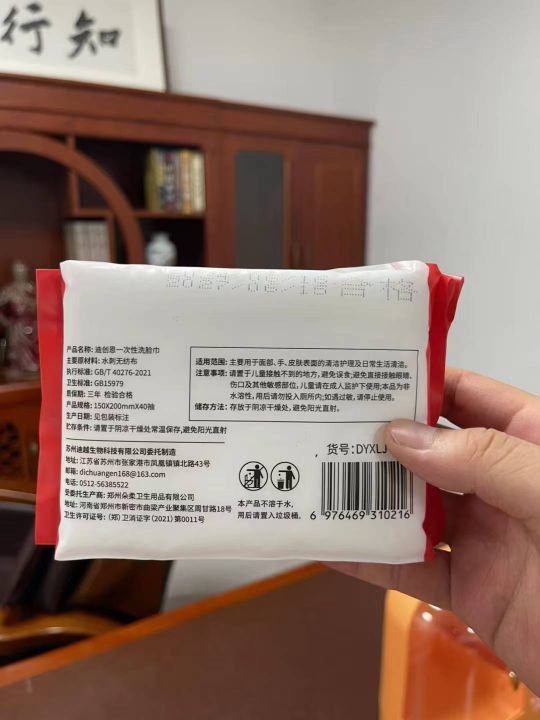 知行
合格
产品名称: 迪创恩一次性洗脸巾
主要原材料: 水刺无纺布
执行标准: GB/T 40276-2021
卫生标准: GB15979
质保期: 三年 检验合格
产品规格: 150X200mmX40抽
生产日期: 见包装标注
贮存条件: 请置于阴凉干燥处常温保存,避免阳光直射
适用范围: 主要用于面部、手、皮肤表面的清洁护理及日常生活清洁。
注意事项: 请置于儿童接触不到的地方, 避免误食;避免直接接触眼睛、
伤口及其他敏感部位, 儿童请在成人监护下使用;本品为非
水溶性, 用后请勿投入厕所内;如遇过敏, 请停止使用。
储存方法: 存放于阴凉干燥处, 避免阳光直射。
苏州迪越生物科技有限公司委托制造
地址: 江苏省苏州市张家港市凤凰镇镇北路43号
邮箱: dichuangen168@163.com
电话: 0512-56385522
受委托生产商: 郑州朵柔卫生用品有限公司
地址: 河南省郑州市新密市曲梁产业聚集区周甘路18号
卫生许可证号: (郑) 卫消证字 (2021) 第0011号
本产品不溶于水,
用后请置入垃圾桶。
货号: DYXLJ
6 976469 310216